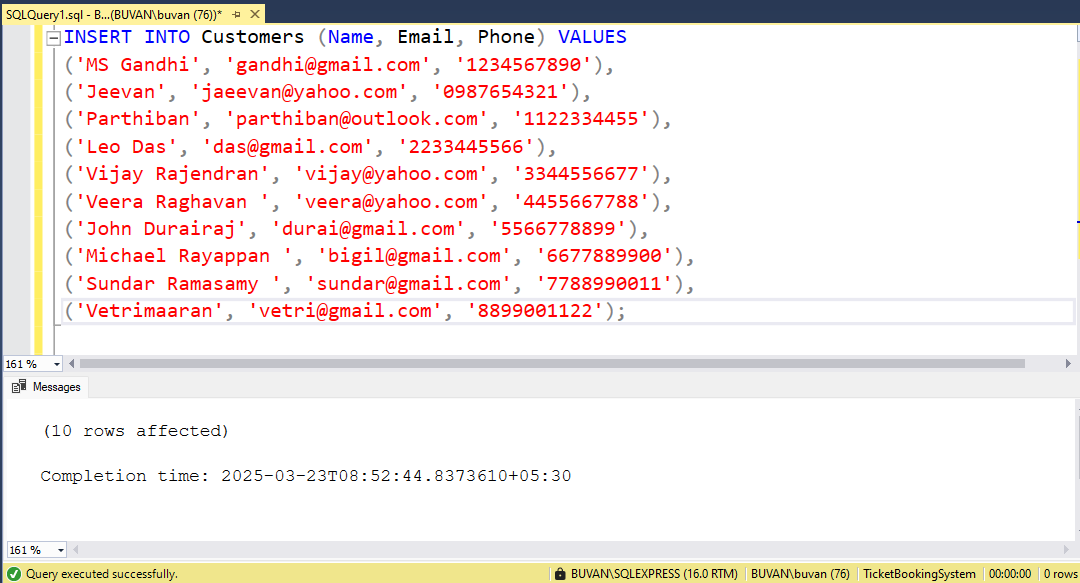 SQLQuery1.sql - B...(BUVAN\buvan (76))*
INSERT INTO Customers (Name, Email, Phone) VALUES
('MS Gandhi', 'gandhi@gmail.com', '1234567890'),
('Jeevan', 'jaeevan@yahoo.com', '0987654321'),
('Parthiban', 'parthiban@outlook.com', '1122334455'),
('Leo Das', 'das@gmail.com', '2233445566'),
('Vijay Rajendran', 'vijay@yahoo.com', '3344556677'),
('Veera Raghavan ', 'veera@yahoo.com', '4455667788'),
('John Durairaj', 'durai@gmail.com', '5566778899'),
('Michael Rayappan ', 'bigil@gmail.com', '6677889900'),
('Sundar Ramasamy ', 'sundar@gmail.com', '7788990011'),
('Vetrimaaran', 'vetri@gmail.com', '8899001122');
161 %
Messages
(10 rows affected)
Completion time: 2025-03-23T08:52:44.8373610+05:30
161 %
Query executed successfully. BUVAN\SQLEXPRESS (16.0 RTM) BUVAN\buvan (76) TicketBookingSystem 00:00:00 0 rows